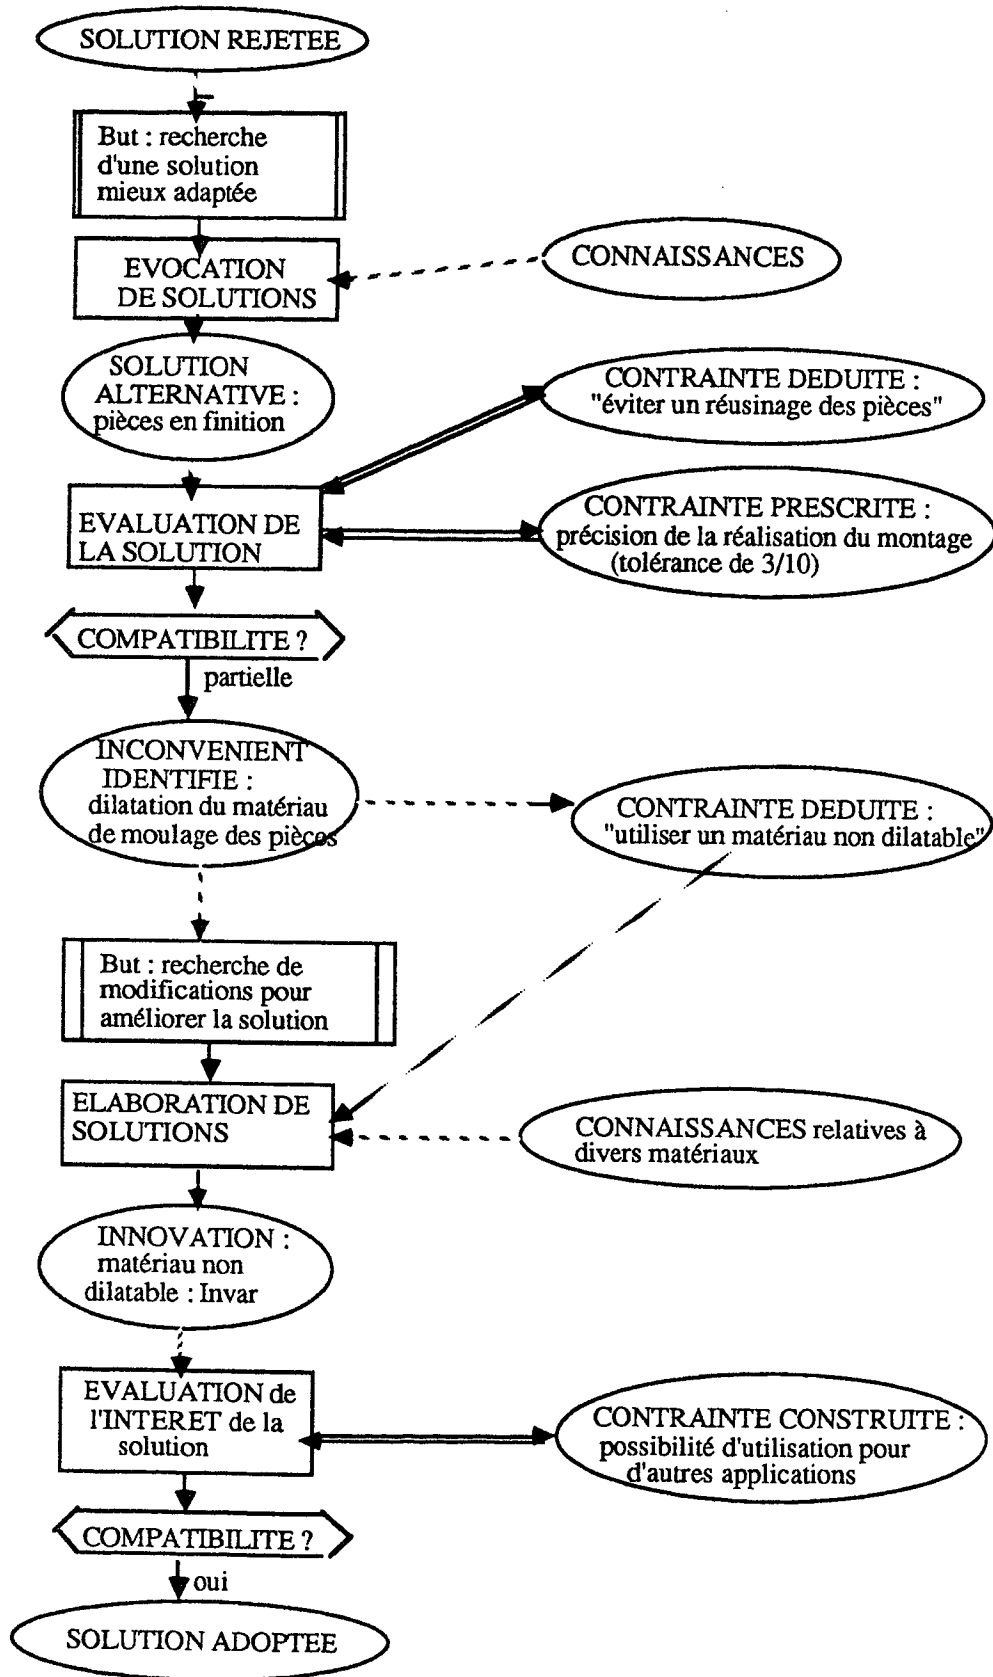 SOLUTION REJETEE
But : recherche
d'une solution
mieux adaptée
EVOCATION
DE SOLUTIONS
CONNAISSANCES
SOLUTION
ALTERNATIVE :
pièces en finition
CONTRAINTE DEDUITE :
"éviter un réusinage des pièces"
EVALUATION DE
LA SOLUTION
CONTRAINTE PRESCRITE :
précision de la réalisation du montage
(tolérance de 3/10)
COMPATIBILITE ?
partielle
INCONVENIENT
IDENTIFIE :
dilatation du matériau
de moulage des pièces
CONTRAINTE DEDUITE :
"utiliser un matériau non dilatable"
But : recherche de
modifications pour
améliorer la solution
ELABORATION DE
SOLUTIONS
CONNAISSANCES relatives à
divers matériaux
INNOVATION :
matériau non
dilatable : Invar
EVALUATION de
l'INTERET de la
solution
CONTRAINTE CONSTRUITE :
possibilité d'utilisation pour
d'autres applications
COMPATIBILITE ?
oui
SOLUTION ADOPTEE